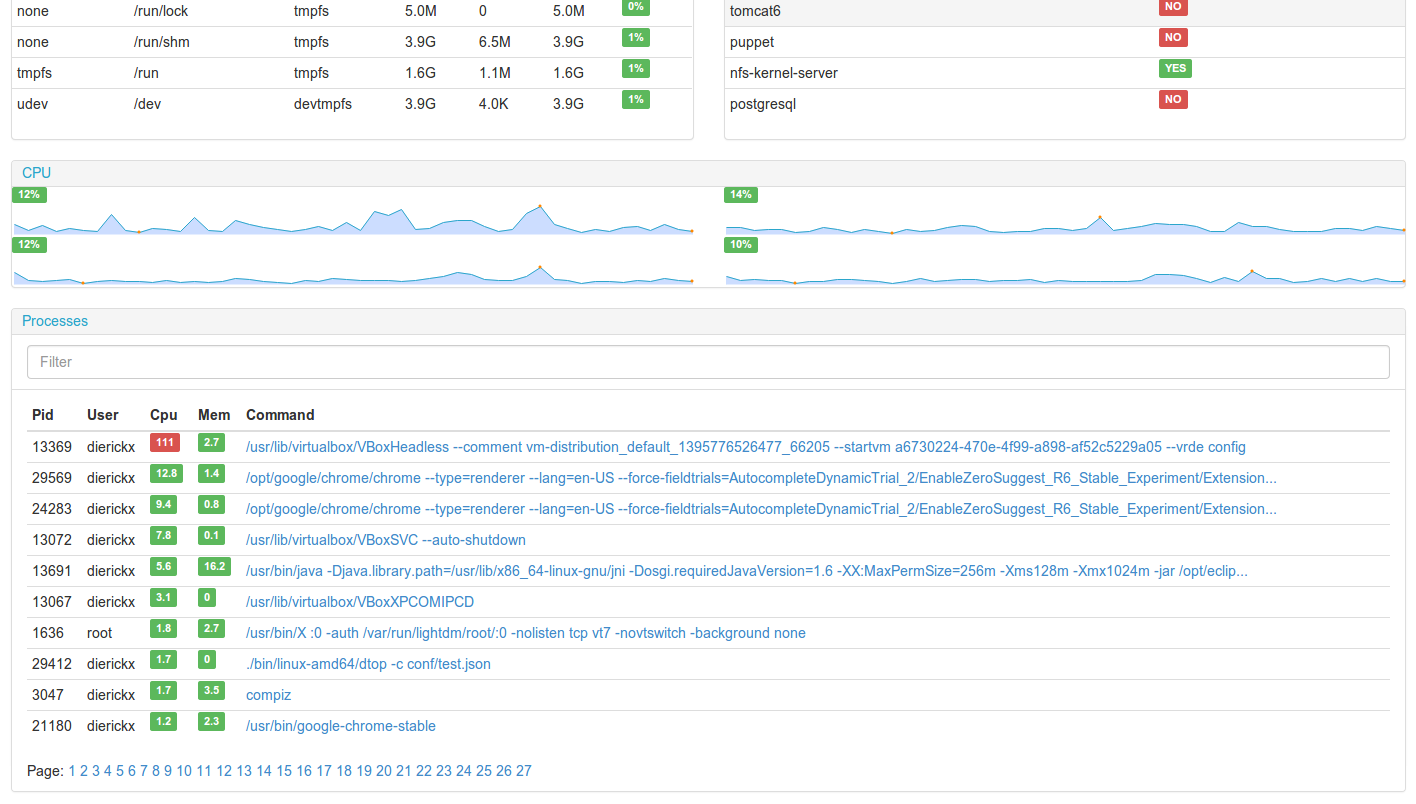 none /run/lock tmpfs 5.0M 0 5.0M 0%
none /run/shm tmpfs 3.9G 6.5M 3.9G 1%
tmpfs /run tmpfs 1.6G 1.1M 1.6G 1%
udev /dev devtmpfs 3.9G 4.0K 3.9G 1%
tomcat6 NO
puppet NO
nfs-kernel-server YES
postgresql NO
CPU
12% 14%
12% 10%
Processes
Filter
Pid User Cpu Mem Command
13369 dierickx 111 2.7 /usr/lib/virtualbox/VBoxHeadless --comment vm-distribution_default_1395776526477_66205 --startvm a6730224-470e-4f99-a898-af52c5229a05 --vrde config
29569 dierickx 12.8 1.4 /opt/google/chrome/chrome --type=renderer --lang=en-US --force-fieldtrials=AutocompleteDynamicTrial_2/EnableZeroSuggest_R6_Stable_Experiment/Extension...
24283 dierickx 9.4 0.8 /opt/google/chrome/chrome --type=renderer --lang=en-US --force-fieldtrials=AutocompleteDynamicTrial_2/EnableZeroSuggest_R6_Stable_Experiment/Extension...
13072 dierickx 7.8 0.1 /usr/lib/virtualbox/VBoxSVC --auto-shutdown
13691 dierickx 5.6 16.2 /usr/bin/java -Djava.library.path=/usr/lib/x86_64-linux-gnu/jni -Dosgi.requiredJavaVersion=1.6 -XX:MaxPermSize=256m -Xms128m -Xmx1024m -jar /opt/eclip...
13067 dierickx 3.1 0 /usr/lib/virtualbox/VBoxXPCOMIPCD
1636 root 1.8 2.7 /usr/bin/X :0 -auth /var/run/lightdm/root/:0 -nolisten tcp vt7 -novtswitch -background none
29412 dierickx 1.7 0 ./bin/linux-amd64/dtop -c conf/test.json
3047 dierickx 1.7 3.5 compiz
21180 dierickx 1.2 2.3 /usr/bin/google-chrome-stable
Page: 1 2 3 4 5 6 7 8 9 10 11 12 13 14 15 16 17 18 19 20 21 22 23 24 25 26 27